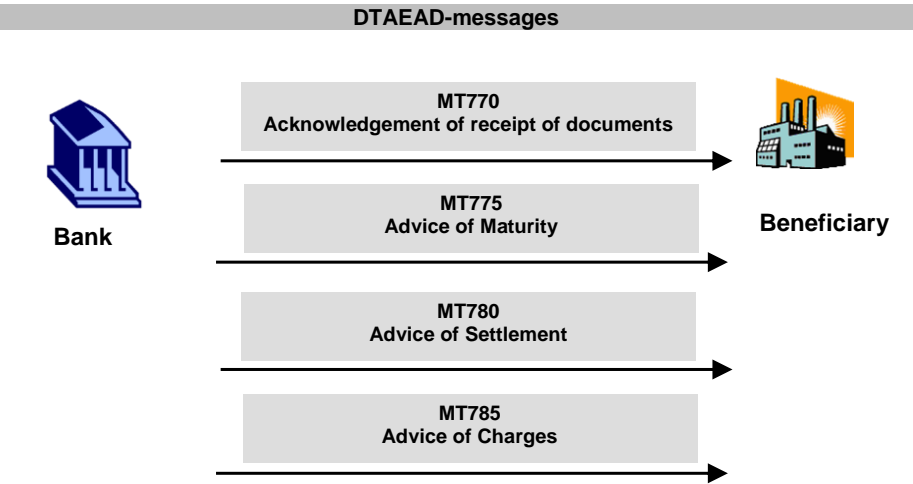 DTAEAD-messages
MT770
Acknowledgement of receipt of documents
MT775
Advice of Maturity
Bank
Beneficiary
MT780
Advice of Settlement
MT785
Advice of Charges